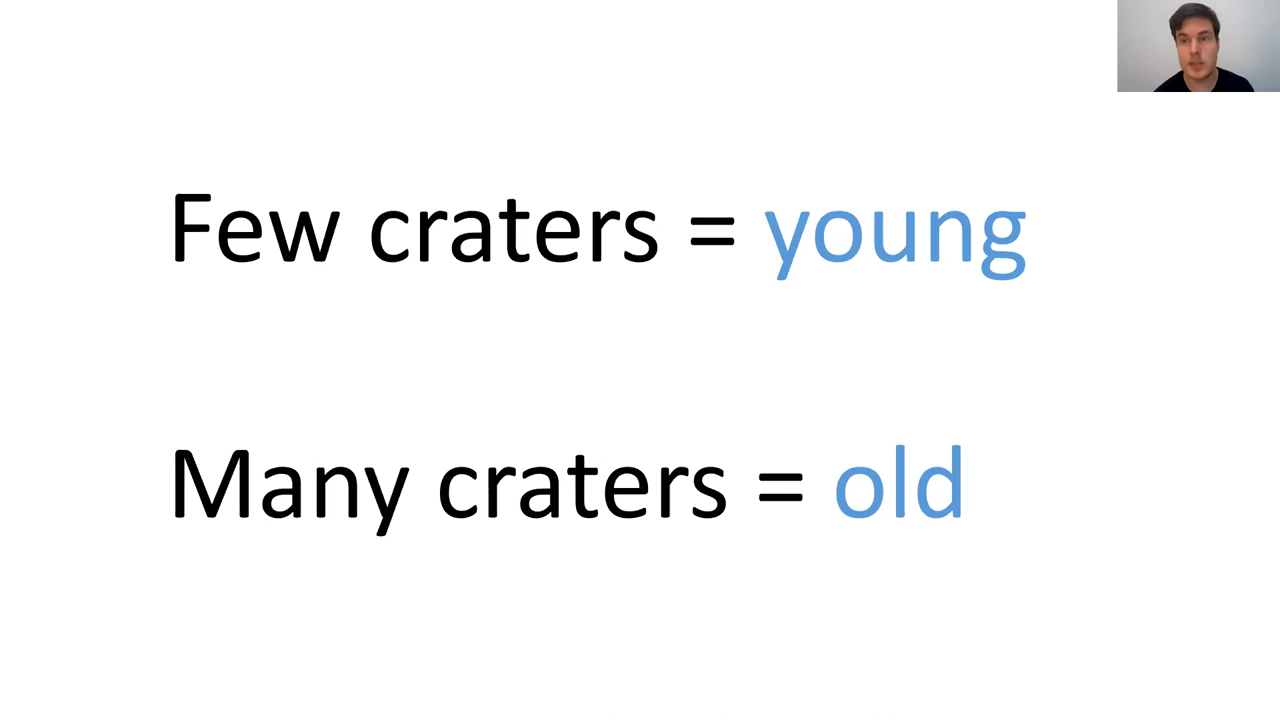 Few craters = young
Many craters = old